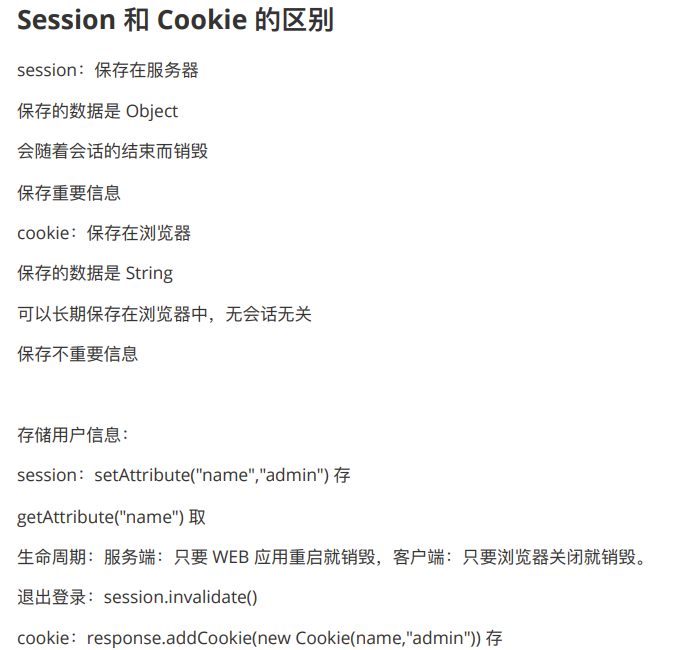 Session 和 Cookie 的区别
session：保存在服务器
保存的数据是 Object
会随着会话的结束而销毁
保存重要信息
cookie：保存在浏览器
保存的数据是 String
可以长期保存在浏览器中，无会话无关
保存不重要信息
存储用户信息：
session：setAttribute("name","admin") 存
getAttribute("name") 取
生命周期：服务端：只要 WEB 应用重启就销毁，客户端：只要浏览器关闭就销毁。
退出登录：session.invalidate()
cookie：response.addCookie(new Cookie(name,"admin")) 存